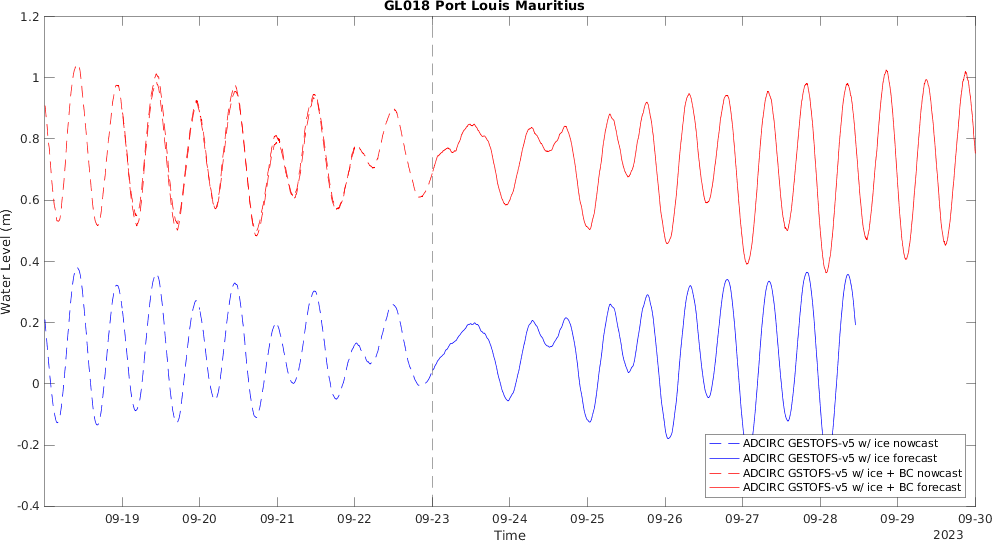 GL018 Port Louis Mauritius
1.2
1
0.8
0.6
0.4
0.2
0
-0.2
-0.4
Water Level (m)
ADCIRC GESTOFS-v5 w/ ice nowcast
ADCIRC GESTOFS-v5 w/ ice forecast
ADCIRC GSTOFS-v5 w/ ice + BC nowcast
ADCIRC GSTOFS-v5 w/ ice + BC forecast
09-19 09-20 09-21 09-22 09-23 09-24 09-25 09-26 09-27 09-28 09-29 09-30
Time
2023